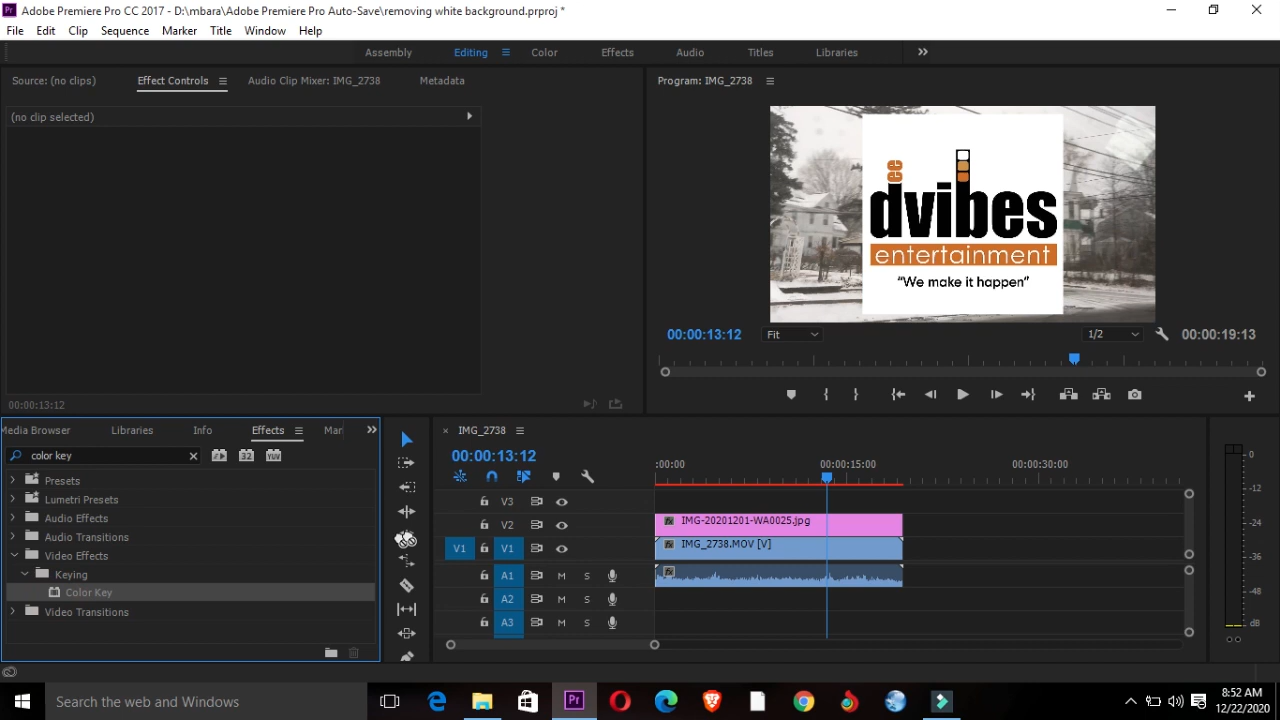 Adobe Premiere Pro CC 2017 - D:\mbara\Adobe Premiere Pro Auto-Save\removing white background.prproj *
File Edit Clip Sequence Marker Title Window Help
Assembly Editing Color Effects Audio Titles Libraries
Source: (no clips) Effect Controls Audio Clip Mixer: IMG_2738 Metadata
(no clip selected)
00:00:13:12
Program: IMG_2738
dvibes
entertainment
“We make it happen”
00:00:13:12 Fit 1/2 00:00:19:13
Media Browser Libraries Info Effects Mar
color key
Presets
Lumetri Presets
Audio Effects
Audio Transitions
Video Effects
Keying
Color Key
Video Transitions
IMG_2738
00:00:13:12
:00:00 00:00:15:00 00:00:30:00
V3
V2 IMG-20201201-WA0025.jpg
V1 V1 IMG_2738.MOV [V]
A1 M S
A2 M S
A3 M S
0
-12
-24
-36
-48
dB
Search the web and Windows
8:52 AM
12/22/2020